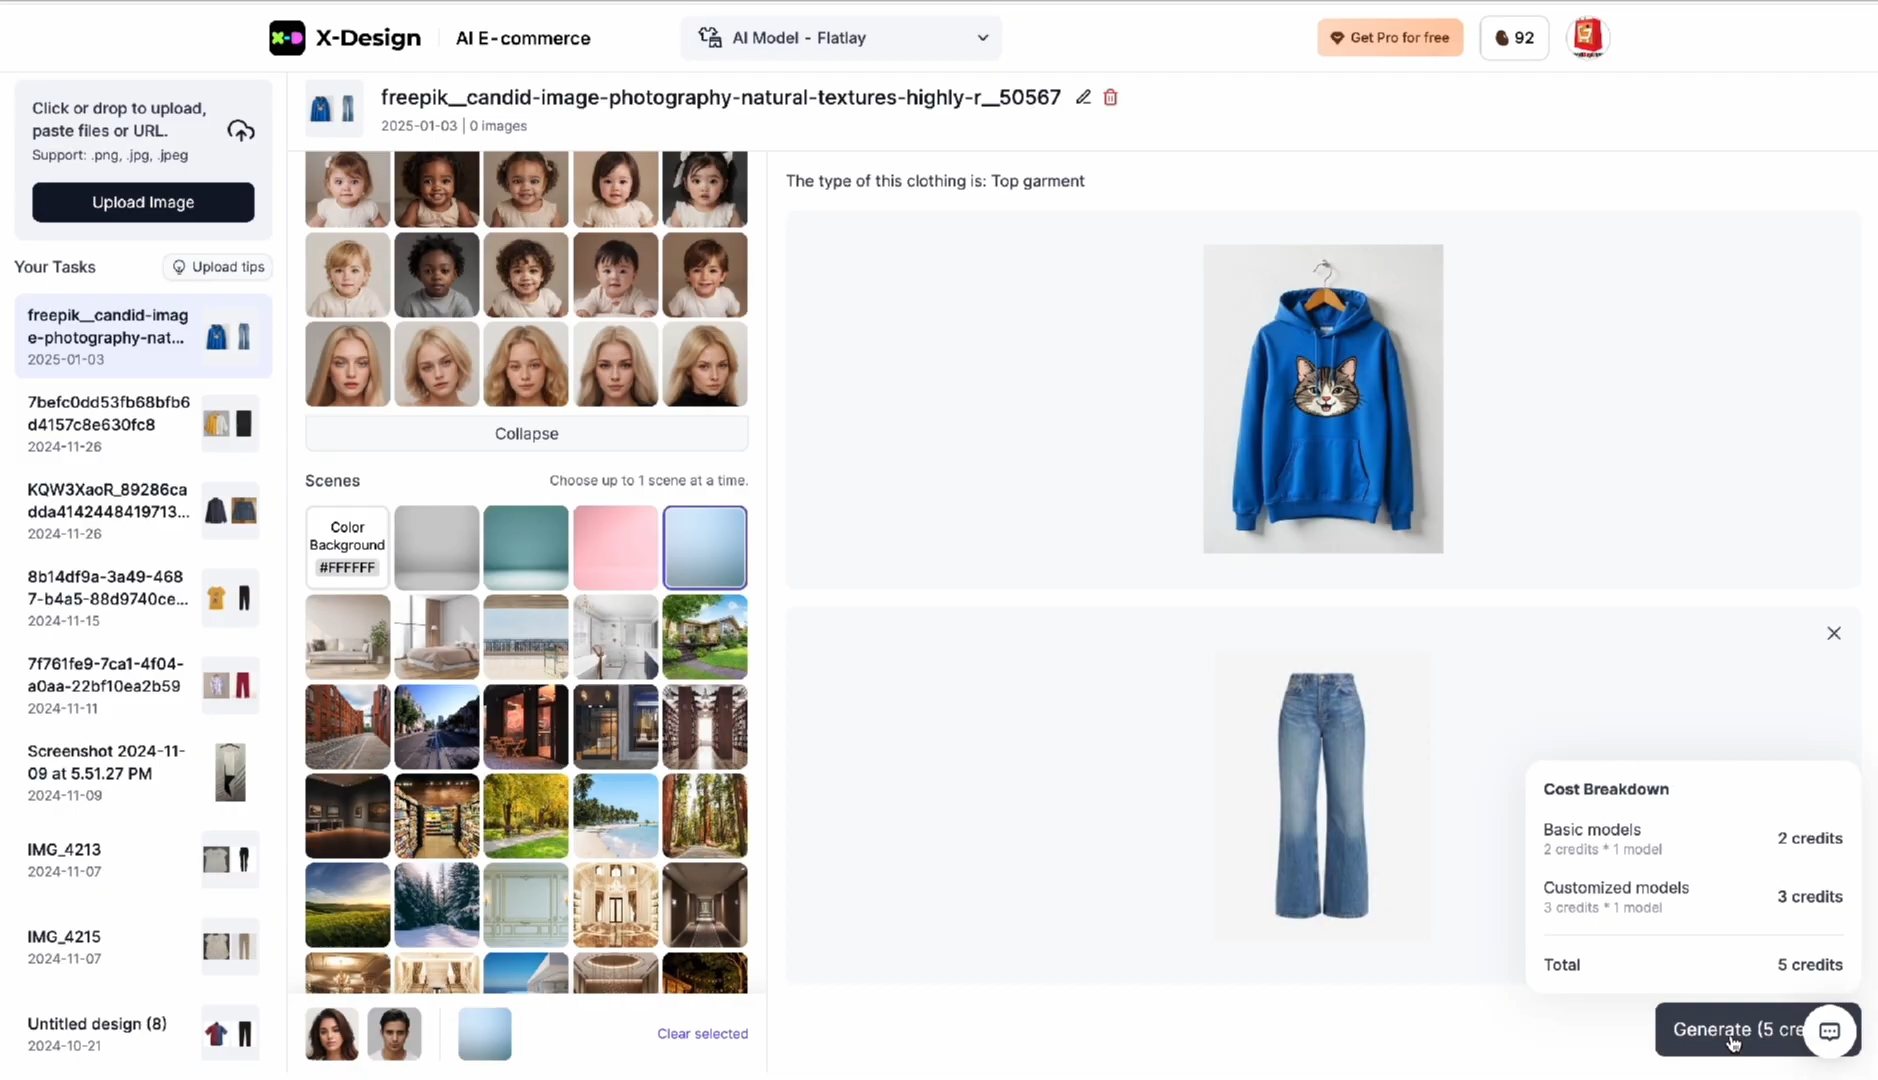 X-Design
AI E-commerce
AI Model - Flatlay
Get Pro for free
92
Click or drop to upload,
paste files or URL.
Support: .png, .jpg, .jpeg
Upload Image
Your Tasks
Upload tips
freepik__candid-imag
e-photography-nat...
2025-01-03
7befc0dd53fb68bfb6
d4157c8e630fc8
2024-11-26
KQW3XaoR_89286ca
dda4142448419713...
2024-11-26
8b14df9a-3a49-468
7-b4a5-88d9740ce...
2024-11-15
7f761fe9-7ca1-4f04-
a0aa-22bf10ea2b59
2024-11-11
Screenshot 2024-11-
09 at 5.51.27 PM
2024-11-09
IMG_4213
2024-11-07
IMG_4215
2024-11-07
Untitled design (8)
2024-10-21
freepik__candid-image-photography-natural-textures-highly-r__50567
2025-01-03 | 0 images
Collapse
Scenes
Choose up to 1 scene at a time.
Color
Background
#FFFFFF
Clear selected
The type of this clothing is: Top garment
Cost Breakdown
Basic models
2 credits * 1 model
2 credits
Customized models
3 credits * 1 model
3 credits
Total
5 credits
Generate (5 cre